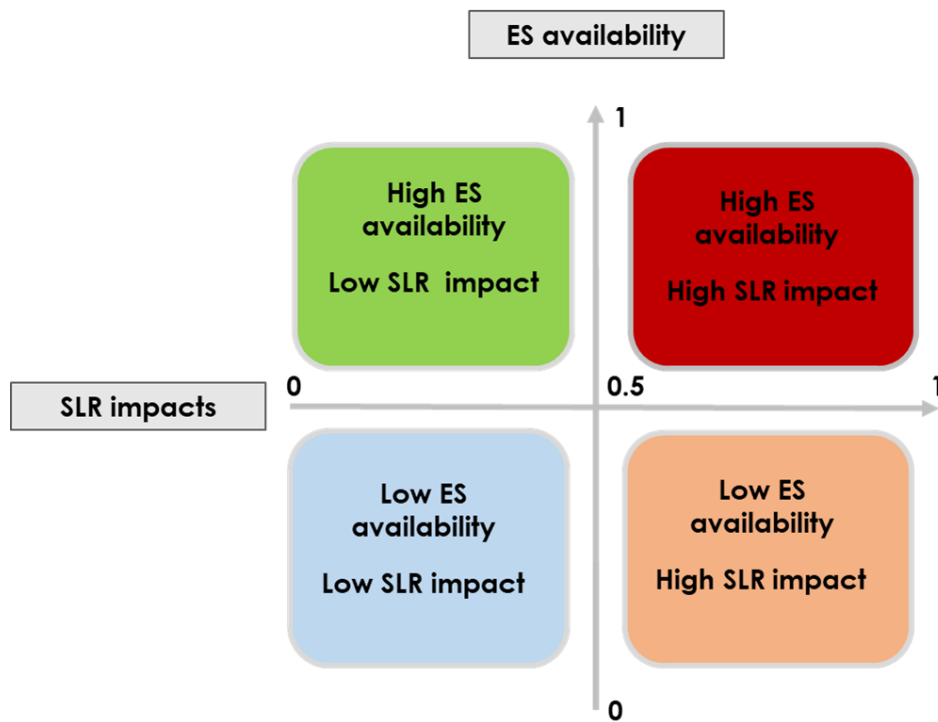 ES availability
1
High ES
availability
Low SLR  impact
High ES
availability
High SLR impact
0
0.5
1
SLR impacts
Low ES
availability
Low SLR impact
Low ES
availability
High SLR impact
0